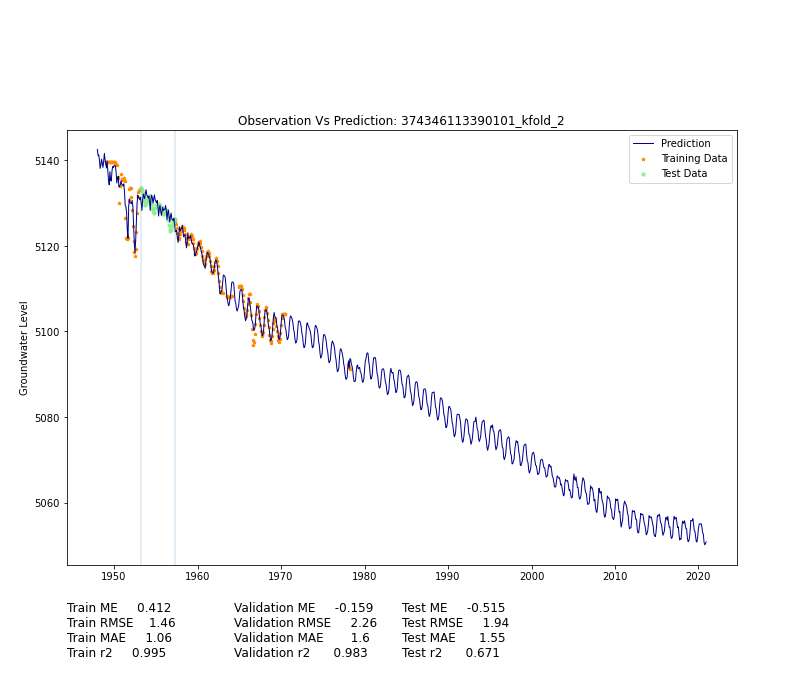 Observation Vs Prediction: 374346113390101_kfold_2
Prediction
Training Data
Test Data
Groundwater Level
5140
5120
5100
5080
5060
1950 1960 1970 1980 1990 2000 2010 2020
Train ME 0.412 Validation ME -0.159 Test ME -0.515
Train RMSE 1.46 Validation RMSE 2.26 Test RMSE 1.94
Train MAE 1.06 Validation MAE 1.6 Test MAE 1.55
Train r2 0.995 Validation r2 0.983 Test r2 0.671